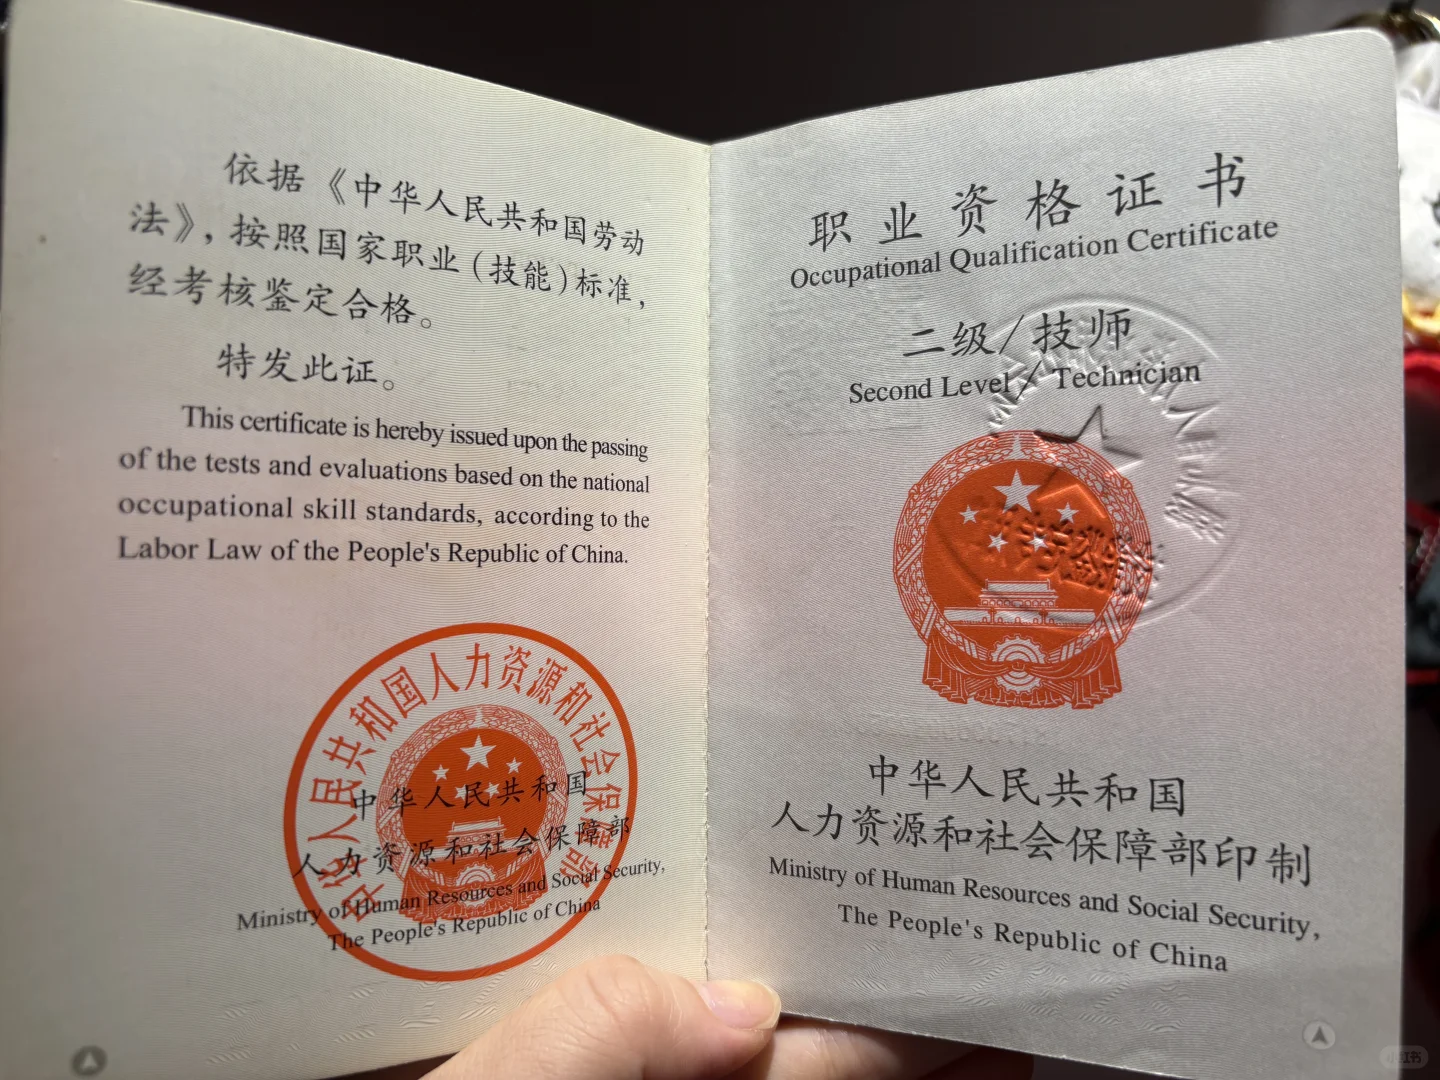 依据《中华人民共和国劳动
法》，按照国家职业(技能)标准，
经考核鉴定合格。
特发此证。
This certificate is hereby issued upon the passing
of the tests and evaluations based on the national
occupational skill standards, according to the
Labor Law of the People's Republic of China.
中华人民共和国人力资源和社会保障部
中华人民共和国
人力资源和社会保障部
Ministry of Human Resources and Social Security,
The People's Republic of China
职业资格证书
Occupational Qualification Certificate
二级/技师
Second Level/Technician
中华人民共和国
人力资源和社会保障部印制
Ministry of Human Resources and Social Security,
The People's Republic of China
小红书